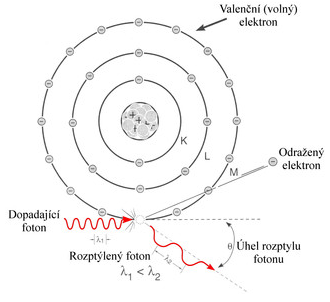 Valenční (volný)
elektron
K
L
M
Odražený
elektron
Dopadající
foton
λ₁
Rozptýlený foton
λ₁ < λ₂
λ₂
θ
Úhel rozptylu
fotonu